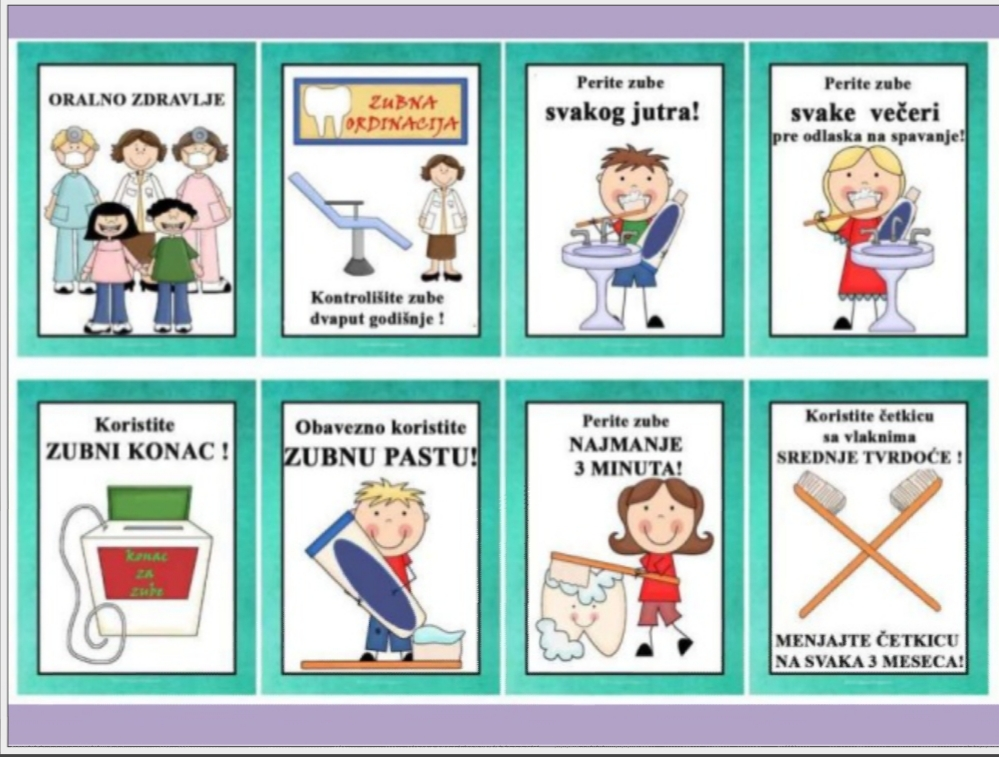 ORALNO ZDRAVLJE
ZUBNA
ORDINACIJA
Kontrolišite zube
dvaput godišnje !
Perite zube
svakog jutra!
Perite zube
svake večeri
pre odlaska na spavanje!
Koristite
ZUBNI KONAC !
konac
za
zube
Obavezno koristite
ZUBNU PASTU!
Perite zube
NAJMANJE
3 MINUTA!
Koristite četkicu
sa vlaknima
SREDNJE TVRDOĆE !
MENJAJTE ČETKICU
NA SVAKA 3 MESECA!